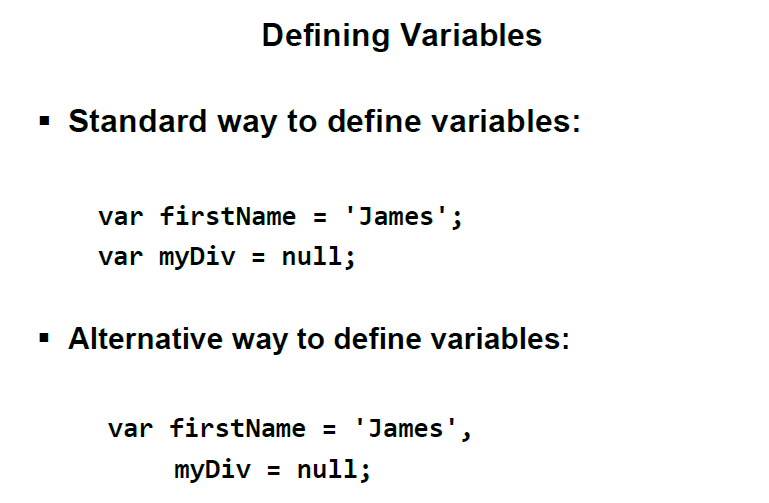 Defining Variables
▪ Standard way to define variables:
var firstName = 'James';
var myDiv = null;
▪ Alternative way to define variables:
var firstName = 'James',
myDiv = null;